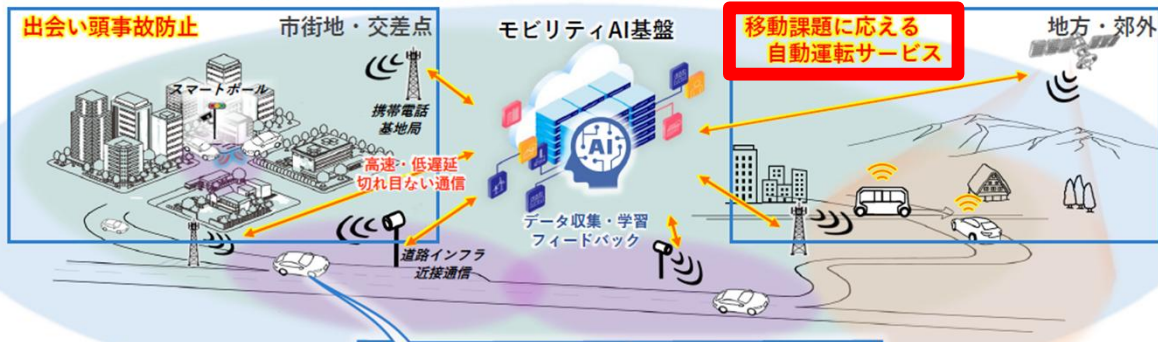 出会い頭事故防止
市街地・交差点
スマートポール
携帯電話
基地局
高速・低遅延
切れ目ない通信
道路インフラ
近接通信
モビリティAI基盤
AI
データ収集・学習
フィードバック
移動課題に応える
自動運転サービス
地方・郊外